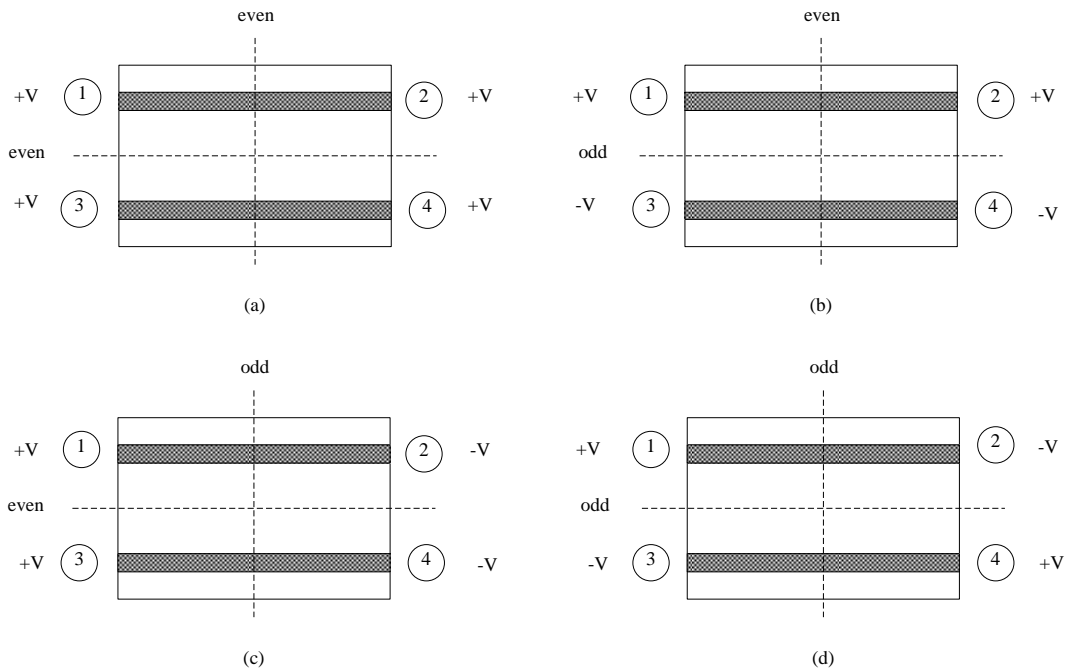 even
even
+V 1 2 +V
+V 1 2 +V
even
odd
+V 3 4 +V
-V 3 4 -V
(a)
(b)
odd
odd
+V 1 2 -V
+V 1 2 -V
even
odd
+V 3 4 -V
-V 3 4 +V
(c)
(d)